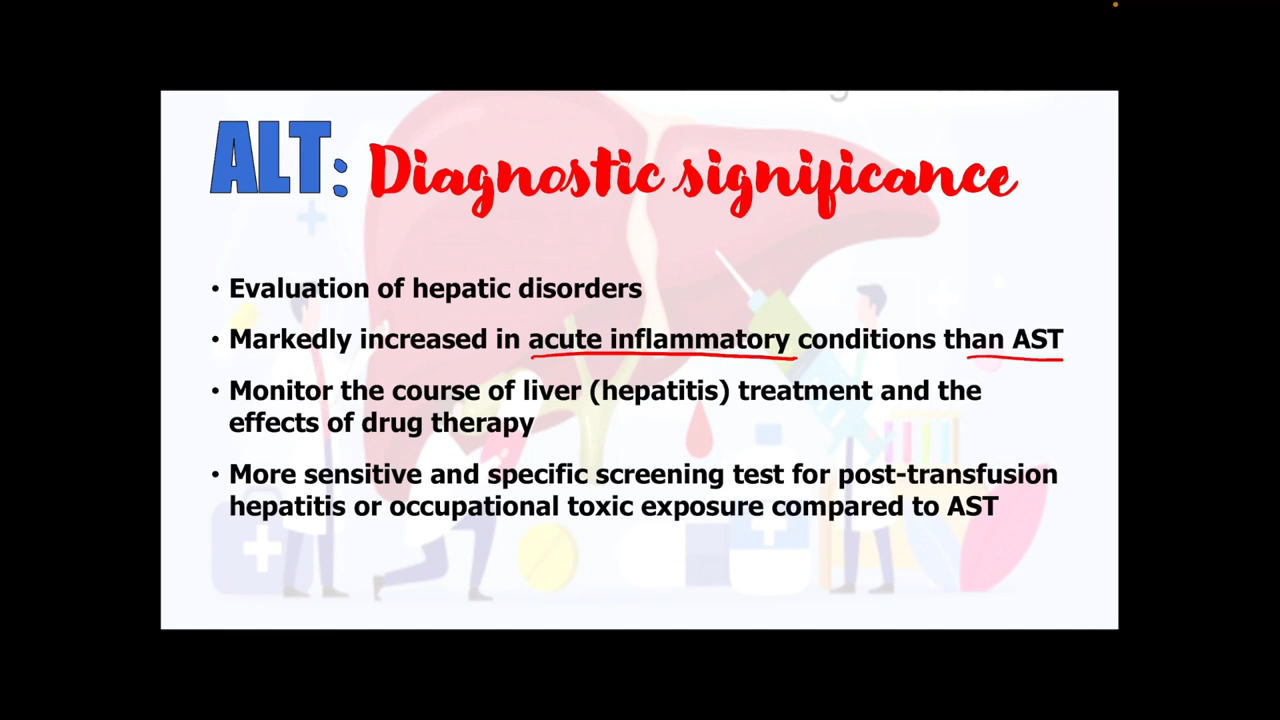 ALT: Diagnostic significance
• Evaluation of hepatic disorders
• Markedly increased in acute inflammatory conditions than AST
• Monitor the course of liver (hepatitis) treatment and the
effects of drug therapy
• More sensitive and specific screening test for post-transfusion
hepatitis or occupational toxic exposure compared to AST